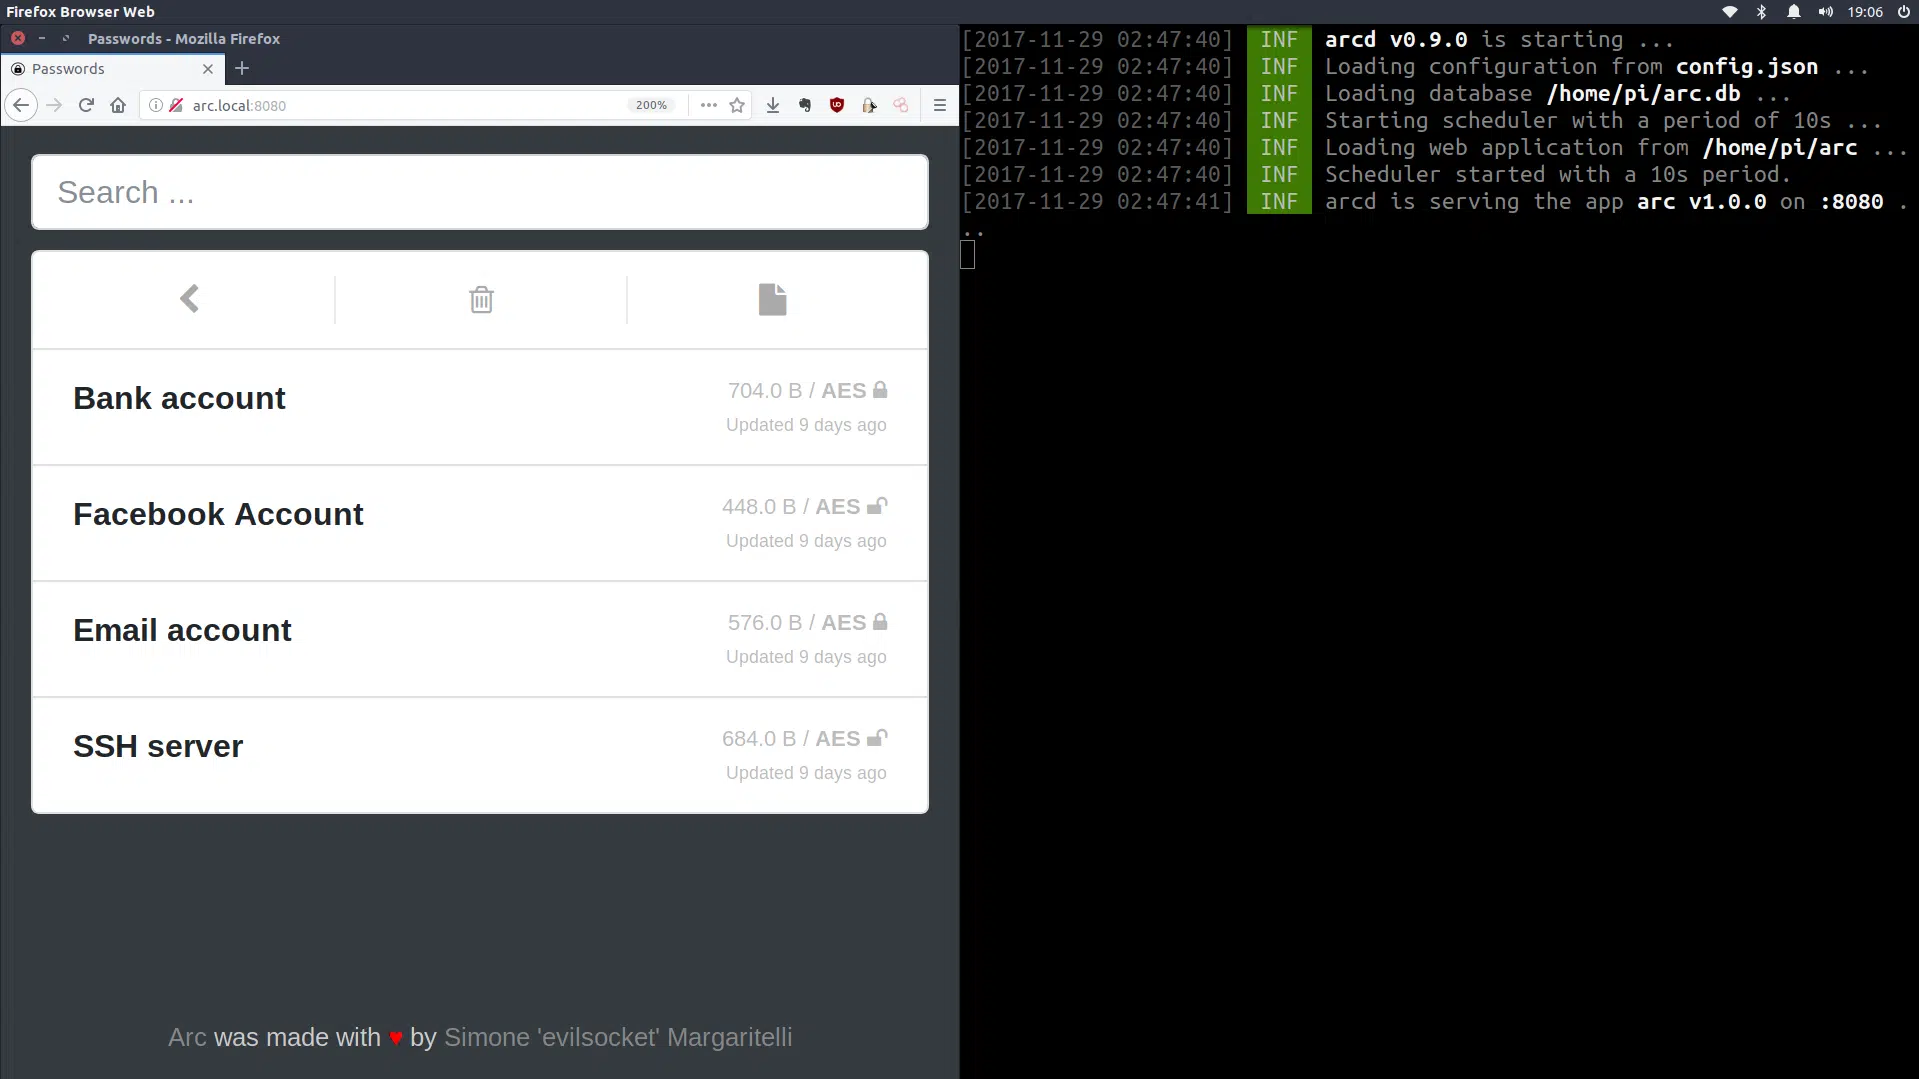 Firefox Browser Web
19:06
Passwords - Mozilla Firefox
Passwords
arc.local:8080
200%
Search ...
Bank account
704.0 B / AES
Updated 9 days ago
Facebook Account
448.0 B / AES
Updated 9 days ago
Email account
576.0 B / AES
Updated 9 days ago
SSH server
684.0 B / AES
Updated 9 days ago
Arc was made with ♥ by Simone 'evilsocket' Margaritelli
[2017-11-29 02:47:40] INF arcd v0.9.0 is starting ...
[2017-11-29 02:47:40] INF Loading configuration from config.json ...
[2017-11-29 02:47:40] INF Loading database /home/pi/arc.db ...
[2017-11-29 02:47:40] INF Starting scheduler with a period of 10s ...
[2017-11-29 02:47:40] INF Loading web application from /home/pi/arc ...
[2017-11-29 02:47:40] INF Scheduler started with a 10s period.
[2017-11-29 02:47:41] INF arcd is serving the app arc v1.0.0 on :8080 .
..